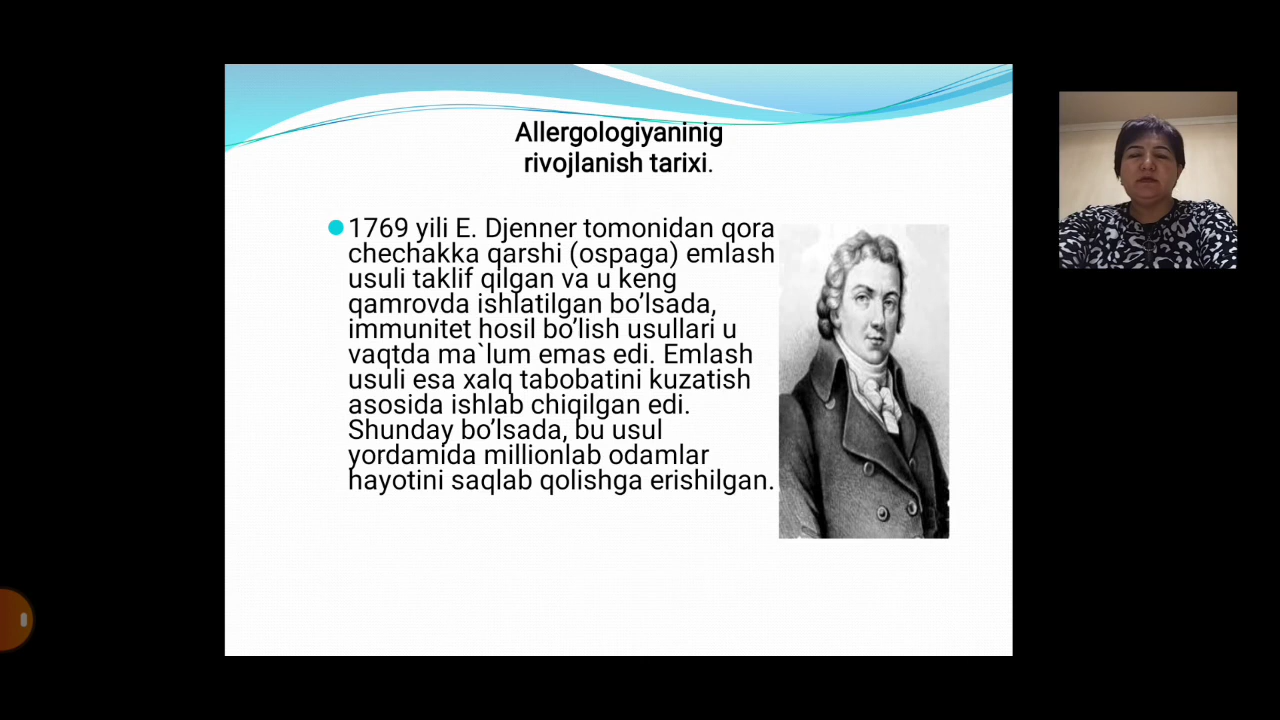 Allergologiyaninig
rivojlanish tarixi.
1769 yili E. Djenner tomonidan qora
chechakka qarshi (ospaga) emlash
usuli taklif qilgan va u keng
qamrovda ishlatilgan bo’lsada,
immunitet hosil bo’lish usullari u
vaqtda ma`lum emas edi. Emlash
usuli esa xalq tabobatini kuzatish
asosida ishlab chiqilgan edi.
Shunday bo’lsada, bu usul
yordamida millionlab odamlar
hayotini saqlab qolishga erishilgan.